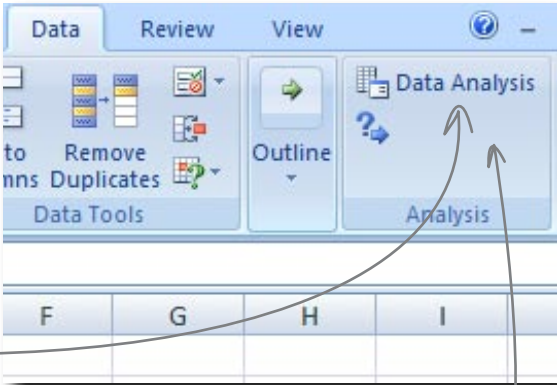 Data Review View
Data Analysis
to Remove Outline
mns Duplicates
Data Tools Analysis
F G H I